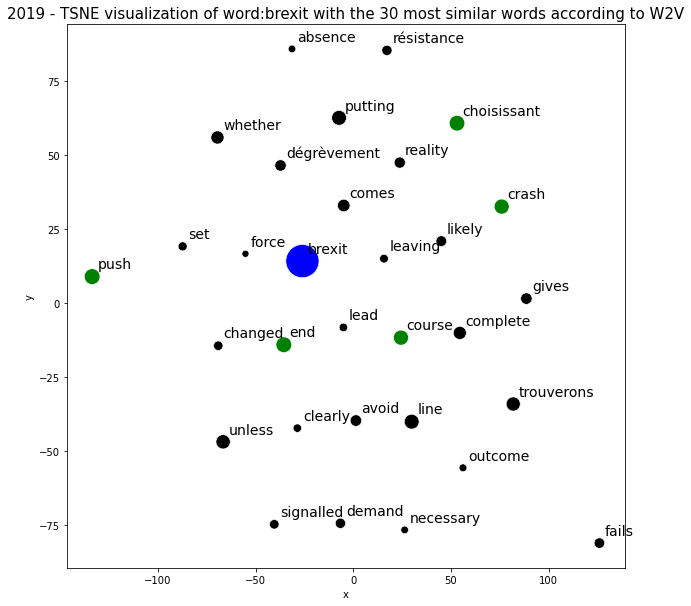 2019 - TSNE visualization of word:brexit with the 30 most similar words according to W2V
absence
résistance
75
putting
choisissant
whether
dégrèvement
reality
50
comes
crash
25
set
force
brexit
leaving
likely
push
gives
y
0
lead
changed
end
course
complete
−25
trouverons
clearly
avoid
line
unless
−50
outcome
signalled
demand
necessary
−75
fails
−100
−50
0
50
100
x